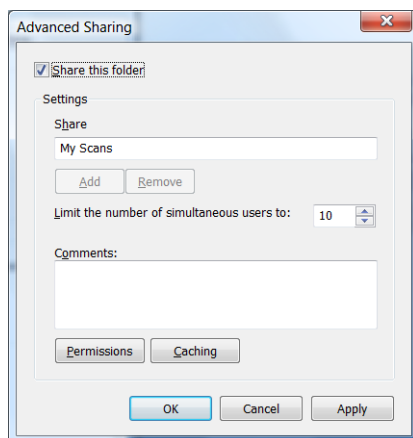 Advanced Sharing
Share this folder
Settings
Share
My Scans
Add Remove
Limit the number of simultaneous users to: 10
Comments:
Permissions Caching
OK Cancel Apply